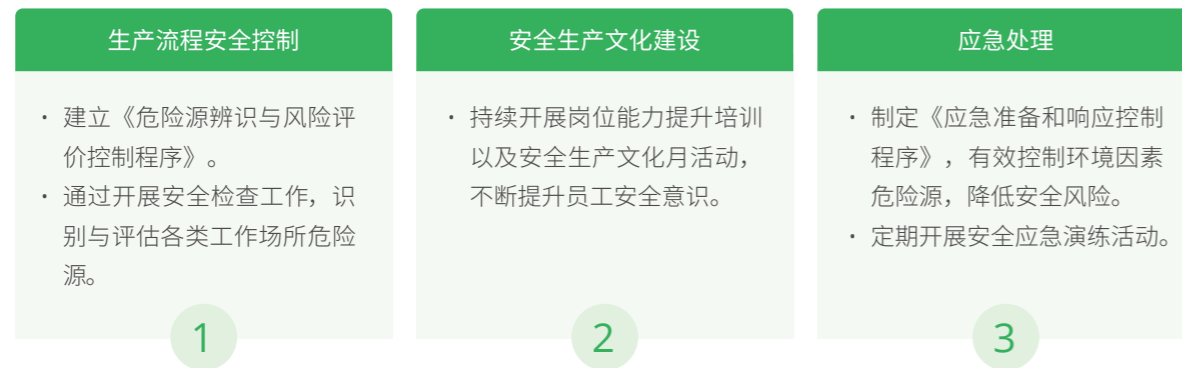 生产流程安全控制
· 建立《危险源辨识与风险评
价控制程序》。
· 通过开展安全检查工作，识
别与评估各类工作场所危险
源。
1
安全生产文化建设
· 持续开展岗位能力提升培训
以及安全生产文化月活动，
不断提升员工安全意识。
2
应急处理
· 制定《应急准备和响应控制
程序》，有效控制环境因素
危险源，降低安全风险。
· 定期开展安全应急演练活动。
3